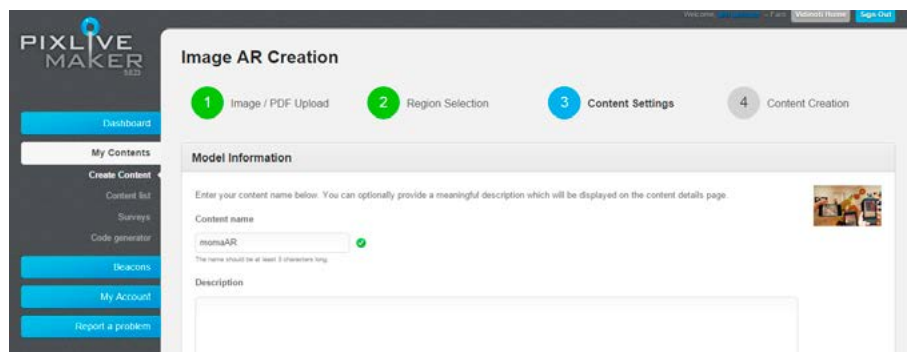 Welcome,
Vidinoti Home
Sign Out
PIXLIVE
MAKER
Image AR Creation
1 Image / PDF Upload
2 Region Selection
3 Content Settings
4 Content Creation
Dashboard
My Contents
Create Content
Content list
Surveys
Code generator
Beacons
My Account
Report a problem
Model Information
Enter your content name below. You can optionally provide a meaningful description which will be displayed on the content details page.
Content name
momaAR
The name should be at least 3 characters long.
Description